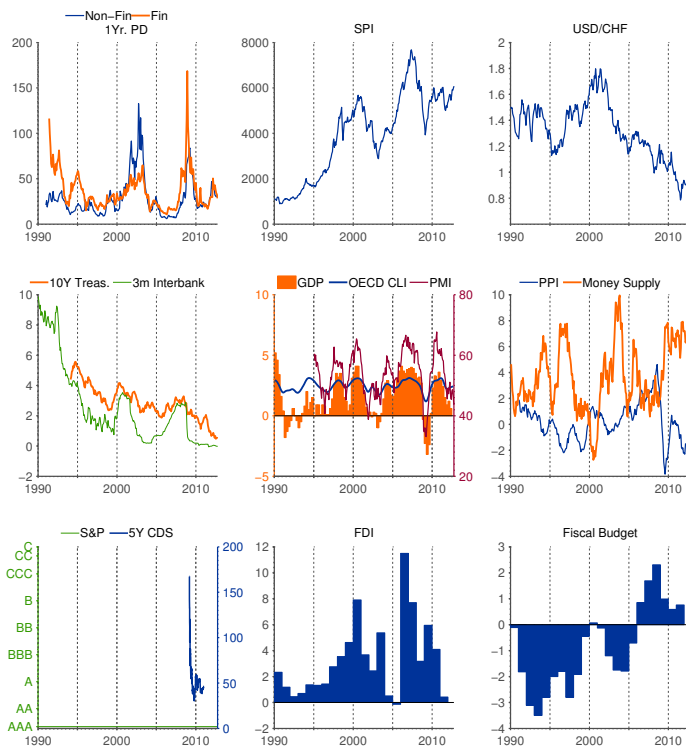 Non−Fin Fin
1Yr. PD
200
150
100
50
0
1990 2000 2010
SPI
8000
6000
4000
2000
0
1990 2000 2010
USD/CHF
2
1.8
1.6
1.4
1.2
1
0.8
1990 2000 2010
10Y Treas. 3m Interbank
10
8
6
4
2
0
−2
1990 2000 2010
GDP OECD CLI PMI
10
5
0
−5
80
60
40
20
1990 2000 2010
PPI Money Supply
10
8
6
4
2
0
−2
−4
1990 2000 2010
S&P 5Y CDS
C
CC
CCC
B
BB
BBB
A
AA
AAA
200
150
100
50
0
1990 2000 2010
FDI
12
10
8
6
4
2
0
−2
1990 2000 2010
Fiscal Budget
3
2
1
0
−1
−2
−3
−4
1990 2000 2010